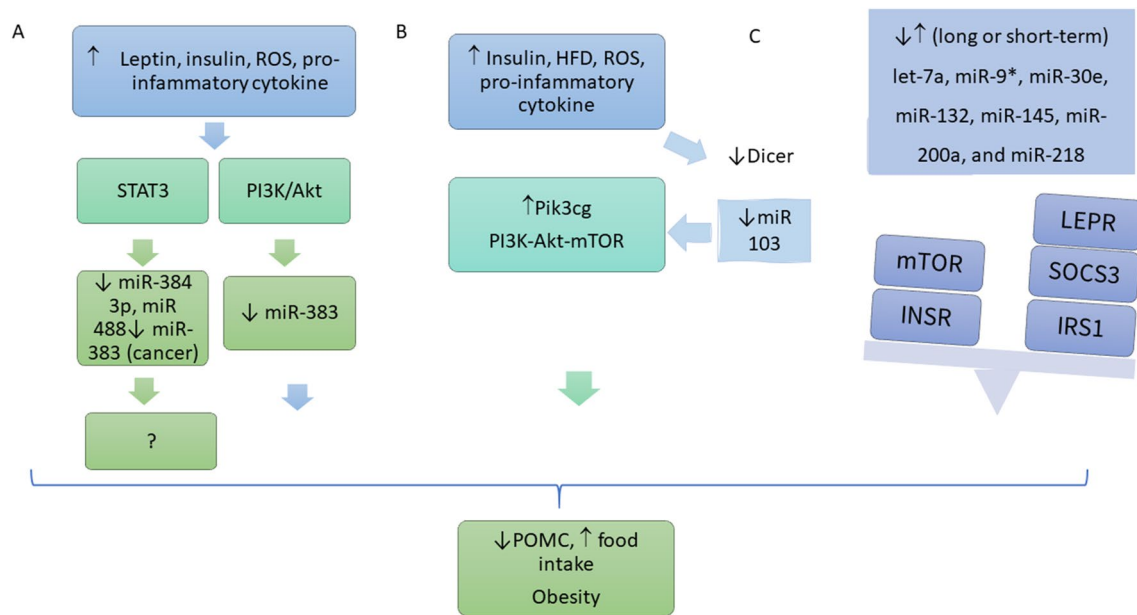 A
↑ Leptin, insulin, ROS, pro-
infammatory cytokine
STAT3
PI3K/Akt
↓ miR-384
3p, miR
488↓ miR-
383 (cancer)
↓ miR-383
?
B
↑ Insulin, HFD, ROS,
pro-infammatory
cytokine
↓Dicer
↑Pik3cg
PI3K-Akt-mTOR
↓miR
103
C
↓↑ (long or short-term)
let-7a, miR-9*, miR-30e,
miR-132, miR-145, miR-
200a, and miR-218
mTOR
INSR
LEPR
SOCS3
IRS1
↓POMC, ↑ food
intake
Obesity